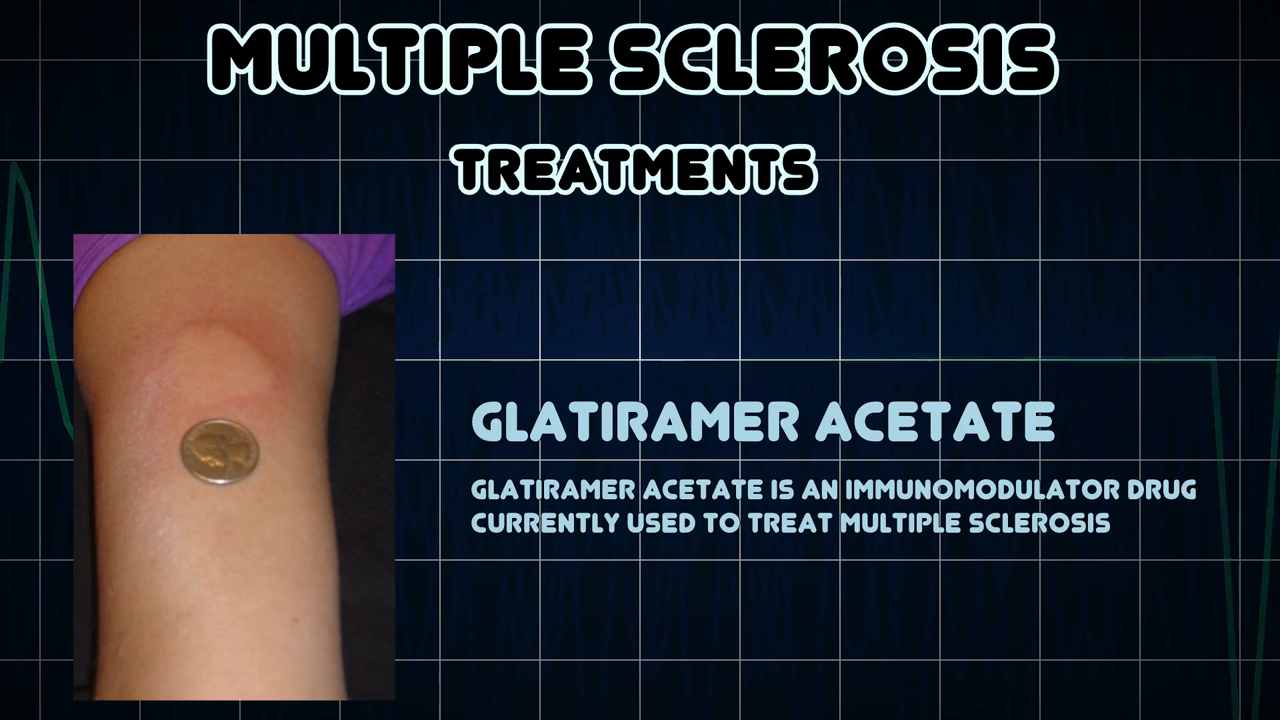 MULTIPLE SCLEROSIS
TREATMENTS
GLATIRAMER ACETATE
GLATIRAMER ACETATE IS AN IMMUNOMODULATOR DRUG
CURRENTLY USED TO TREAT MULTIPLE SCLEROSIS